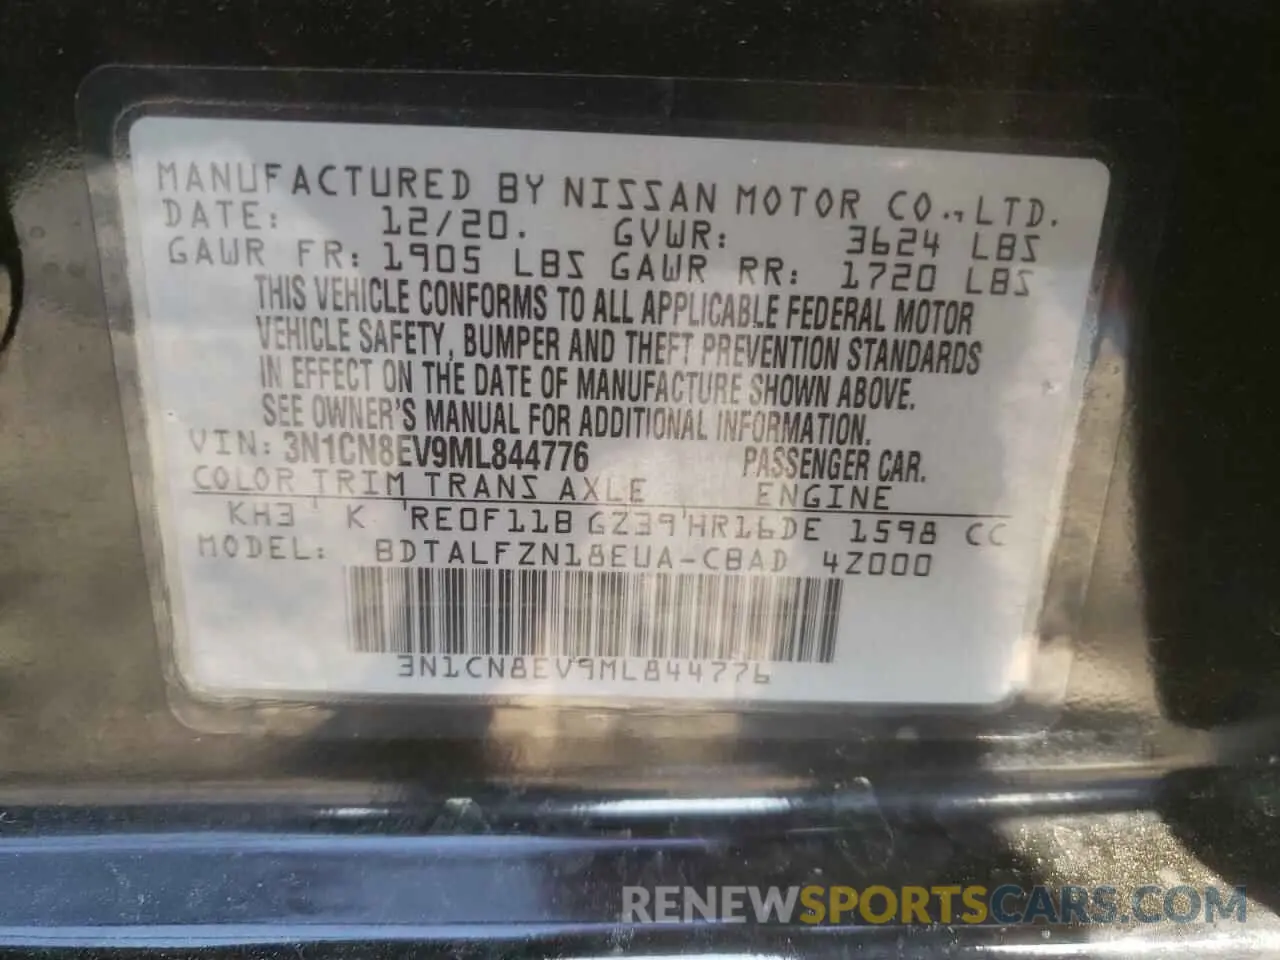 MANUFACTURED BY NISSAN MOTOR CO., LTD.
DATE: 12/20. GVWR: 3624 LBS
GAWR FR: 1905 LBS GAWR RR: 1720 LBS
THIS VEHICLE CONFORMS TO ALL APPLICABLE FEDERAL MOTOR
VEHICLE SAFETY, BUMPER AND THEFT PREVENTION STANDARDS
IN EFFECT ON THE DATE OF MANUFACTURE SHOWN ABOVE.
SEE OWNER'S MANUAL FOR ADDITIONAL INFORMATION.
VIN: 3N1CN8EV9ML844776 PASSENGER CAR.
COLOR TRIM TRANS AXLE ENGINE
KH3 K RE0F11B GZ39 HR16DE 1598 CC
MODEL: BDTALFZN18EUA-CBAD 4Z000
3N1CN8EV9ML844776
RENEWSPORTSCARS.COM